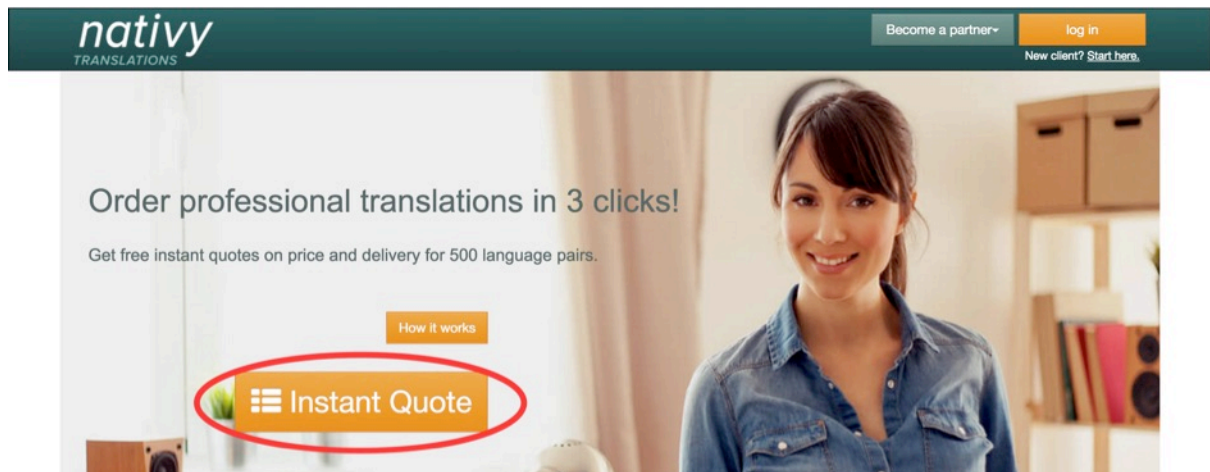 nativy
TRANSLATIONS
Become a partner
log in
New client? Start here.
Order professional translations in 3 clicks!
Get free instant quotes on price and delivery for 500 language pairs.
How it works
Instant Quote